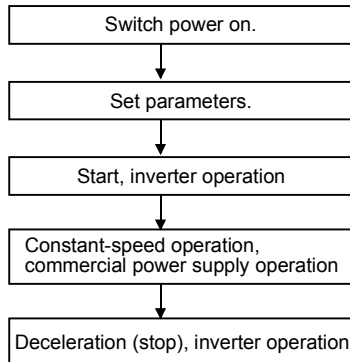 Switch power on.
Set parameters.
Start, inverter operation
Constant-speed operation,
commercial power supply operation
Deceleration (stop), inverter operation